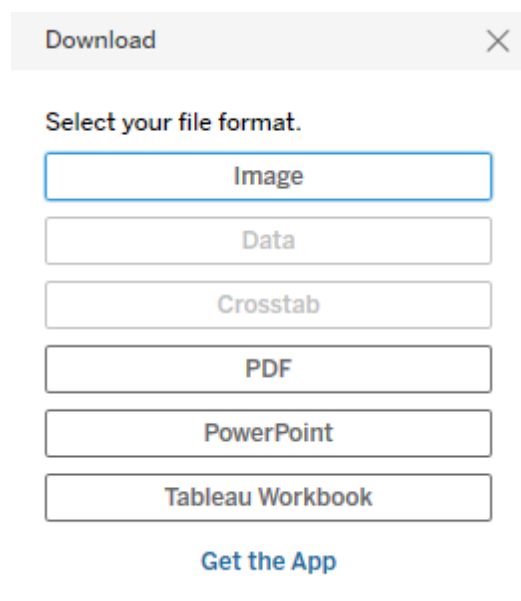 Download
Select your file format.
Image
Data
Crosstab
PDF
PowerPoint
Tableau Workbook
Get the App